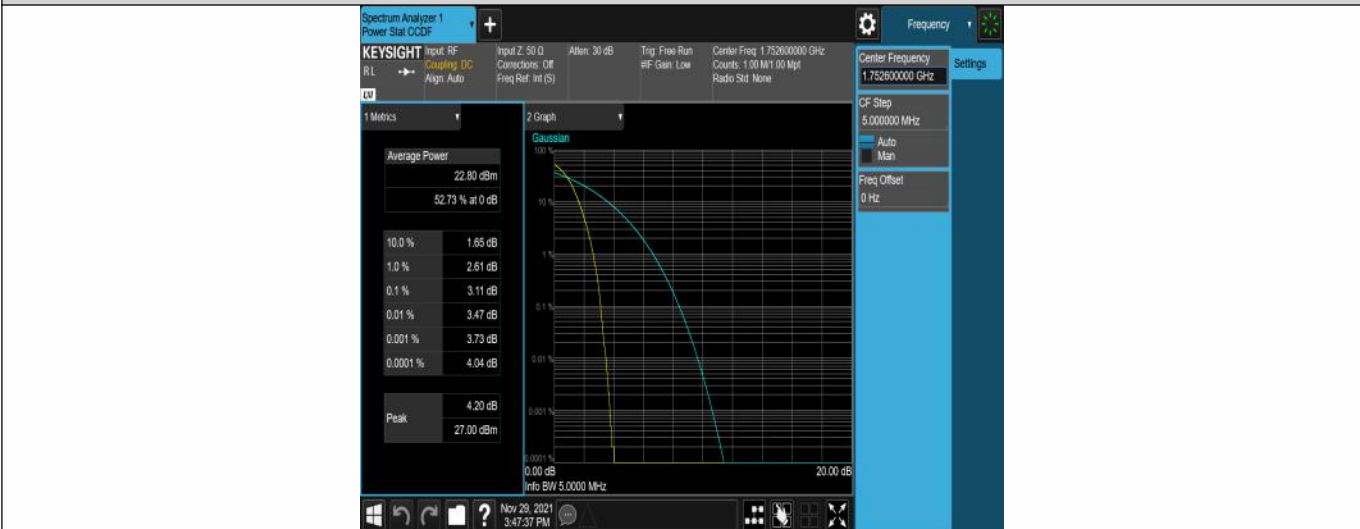 Spectrum Analyzer 1
Power Stat CCDF
+
Frequency
KEYSIGHT
RL
LXI
Input: RF
Coupling: DC
Align: Auto
Input Z: 50 Ω
Corrections: Off
Freq Ref: Int (S)
Atten: 30 dB
Trig: Free Run
#IF Gain: Low
Center Freq: 1.752600000 GHz
Counts: 1.00 M/1.00 Mpt
Radio Std: None
Center Frequency
1.752600000 GHz
Settings
CF Step
5.000000 MHz
Auto
Man
Freq Offset
0 Hz
1 Metrics
Average Power
22.80 dBm
52.73 % at 0 dB
10.0 % 1.65 dB
1.0 % 2.61 dB
0.1 % 3.11 dB
0.01 % 3.47 dB
0.001 % 3.73 dB
0.0001 % 4.04 dB
Peak
4.20 dB
27.00 dBm
2 Graph
Gaussian
100 %
10 %
1 %
0.1 %
0.01 %
0.001 %
0.0001 %
0.00 dB 20.00 dB
Info BW 5.0000 MHz
?
Nov 29, 2021
3:47:37 PM